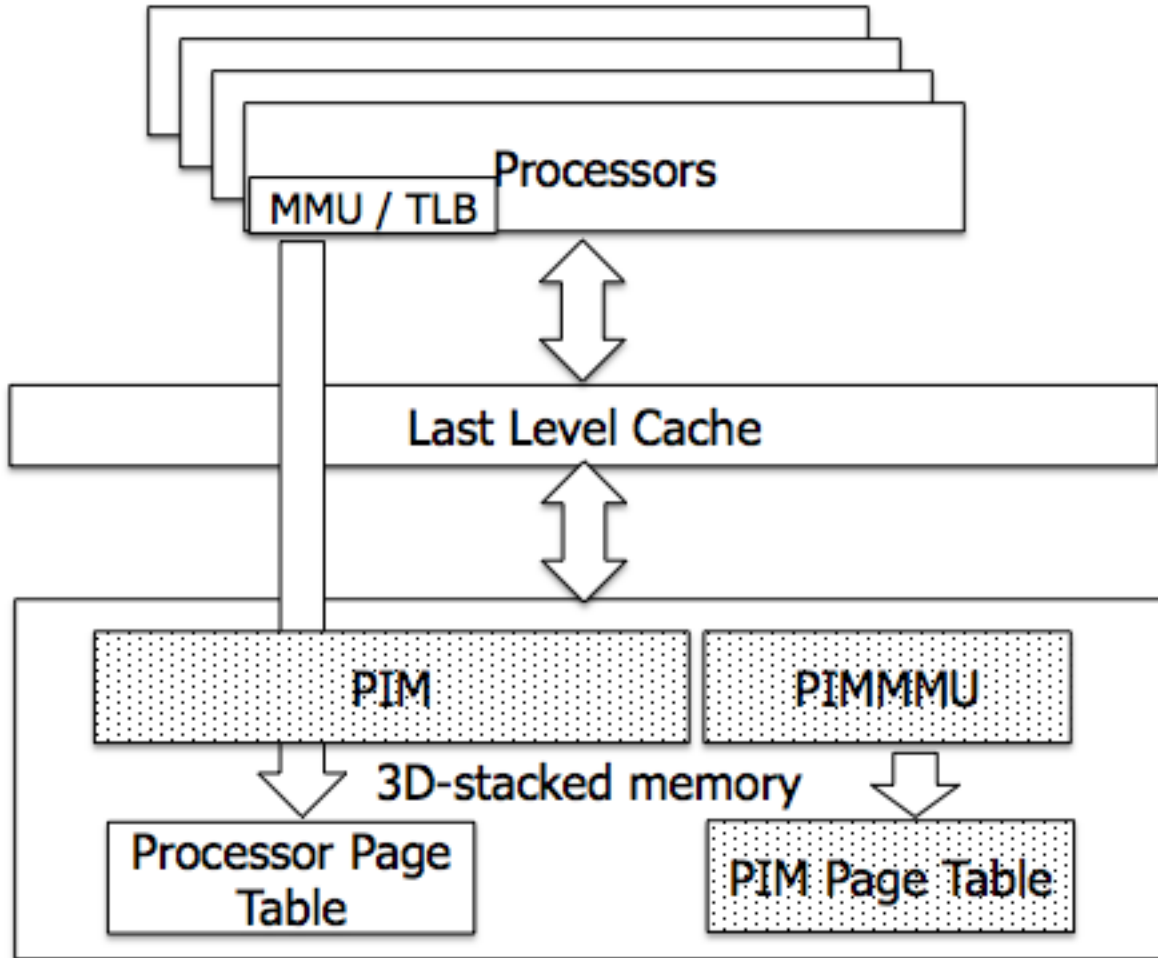 Processors
MMU / TLB
Last Level Cache
PIM
PIMMMU
3D-stacked memory
Processor Page
Table
PIM Page Table